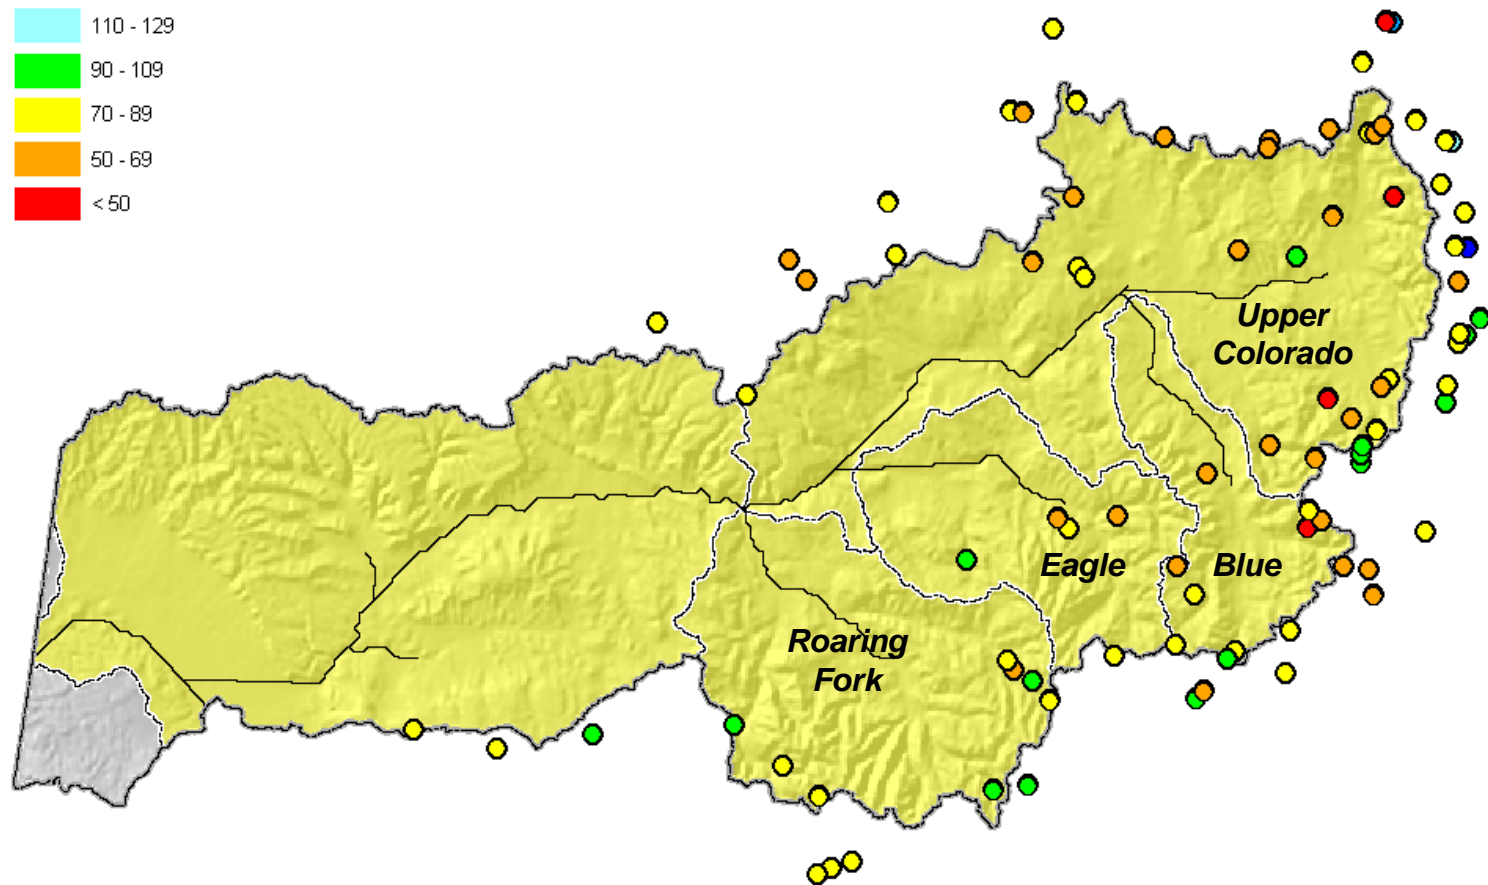 110 - 129
90 - 109
70 - 89
50 - 69
< 50
Upper
Colorado
Eagle
Blue
Roaring
Fork